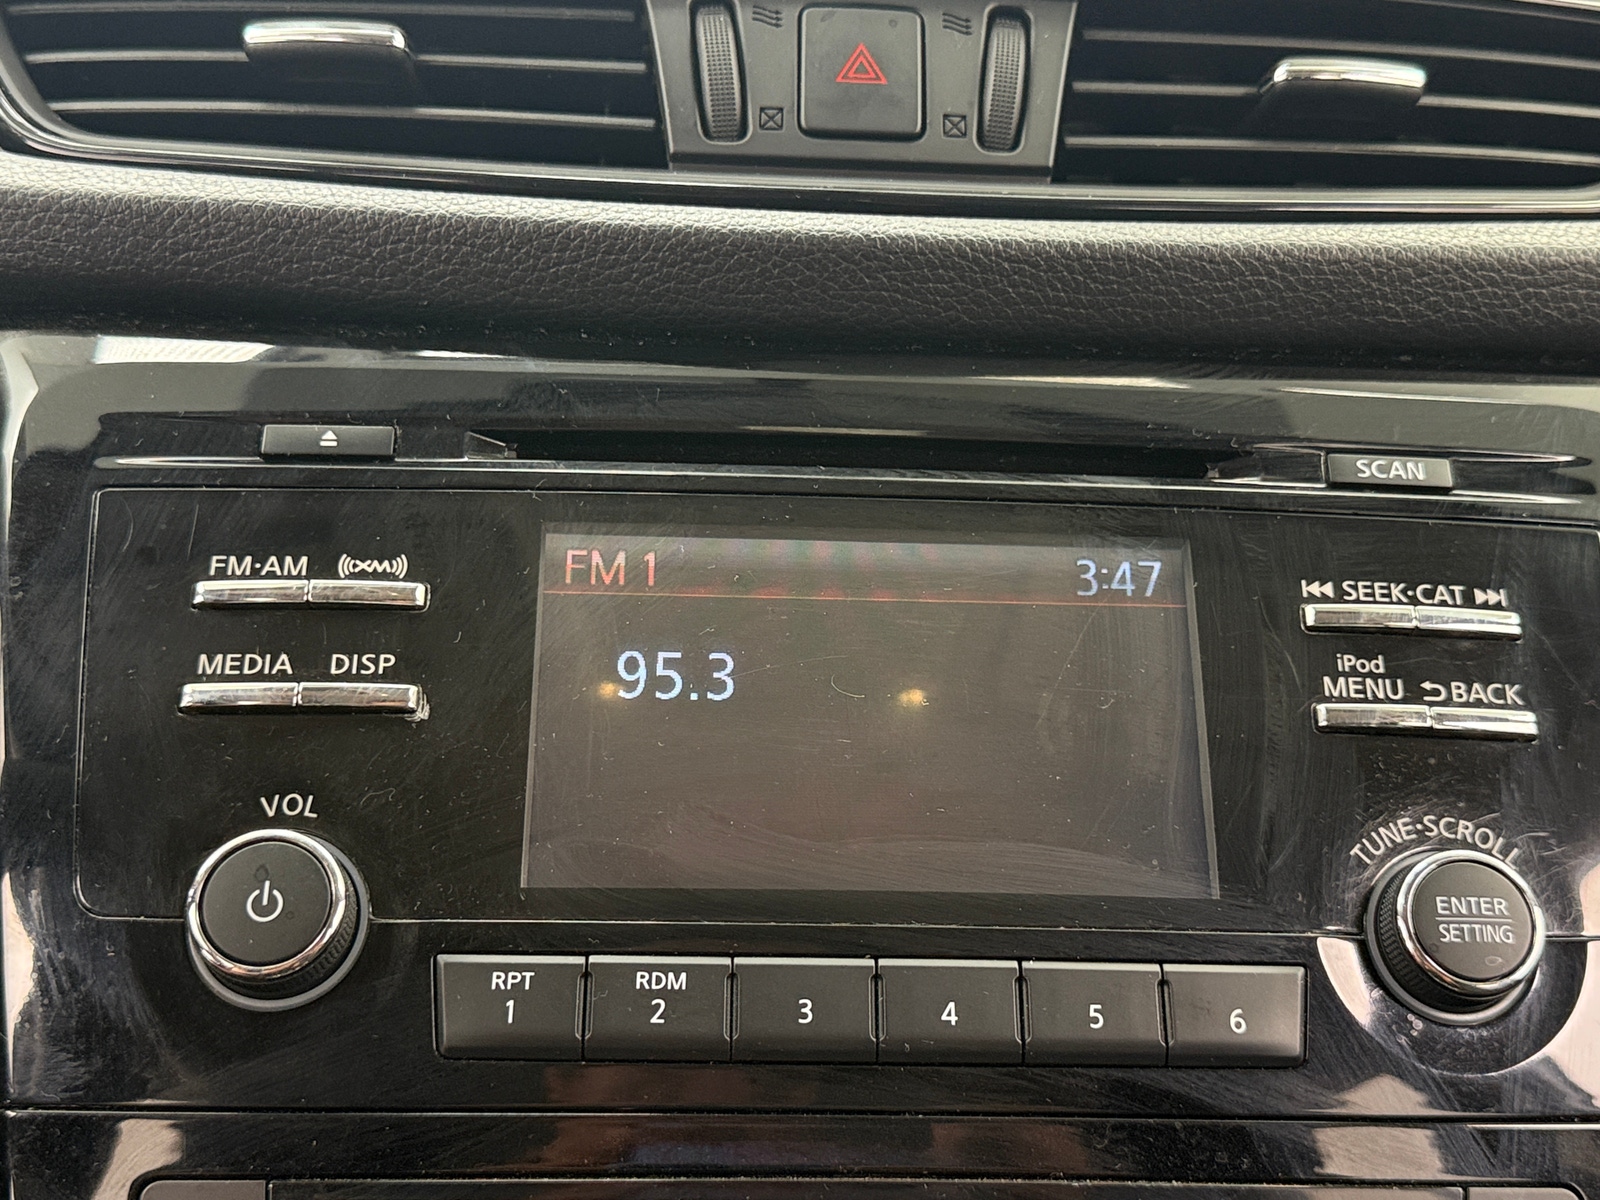 SCAN
FM·AM
XM
FM 1
3:47
SEEK·CAT
MEDIA
DISP
95.3
iPod
MENU
BACK
VOL
TUNE·SCROLL
ENTER
SETTING
RPT
1
RDM
2
3
4
5
6